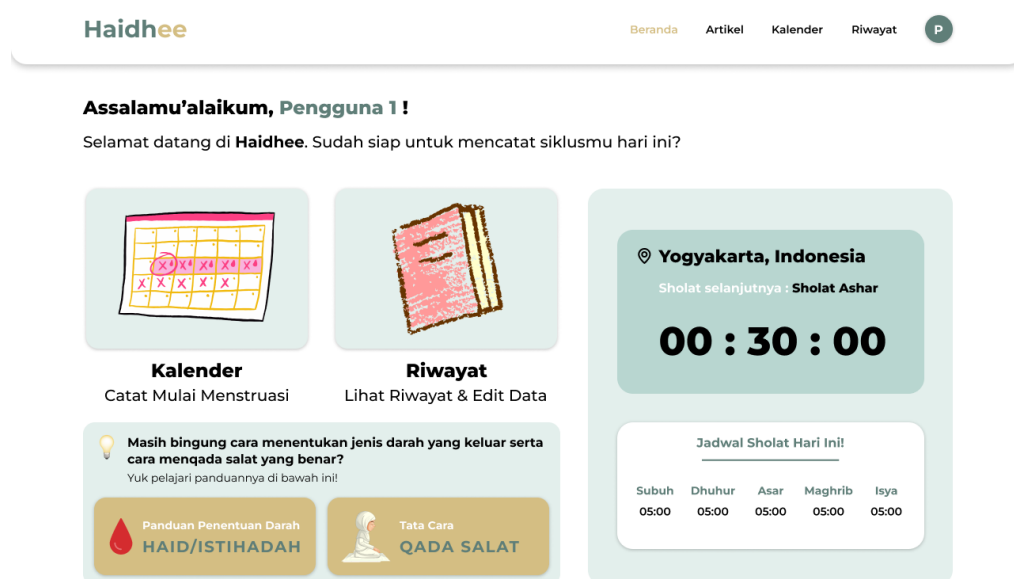 Haidhee
Beranda Artikel Kalender Riwayat P
Assalamu’alaikum, Pengguna 1 !
Selamat datang di Haidhee. Sudah siap untuk mencatat siklusmu hari ini?
Kalender
Catat Mulai Menstruasi
Riwayat
Lihat Riwayat & Edit Data
Masih bingung cara menentukan jenis darah yang keluar serta
cara menqada salat yang benar?
Yuk pelajari panduannya di bawah ini!
Panduan Penentuan Darah
HAID/ISTIHADAH
Tata Cara
QADA SALAT
Yogyakarta, Indonesia
Sholat selanjutnya : Sholat Ashar
00 : 30 : 00
Jadwal Sholat Hari Ini!
Subuh Dhuhur Asar Maghrib Isya
05:00 05:00 05:00 05:00 05:00